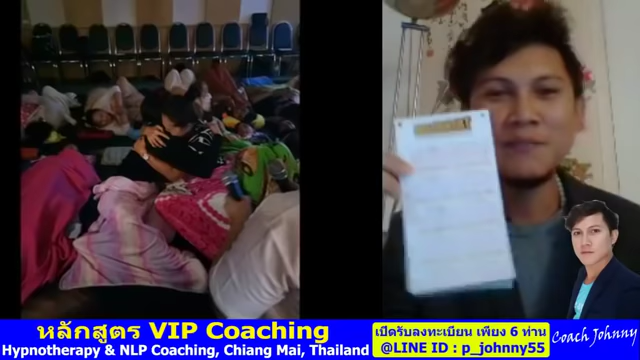 หลักสูตร VIP Coaching
Hypnotherapy & NLP Coaching, Chiang Mai, Thailand
เปิดรับลงทะเบียน เพียง 6 ท่าน
@LINE ID : p_johnny55
Coach Johnny